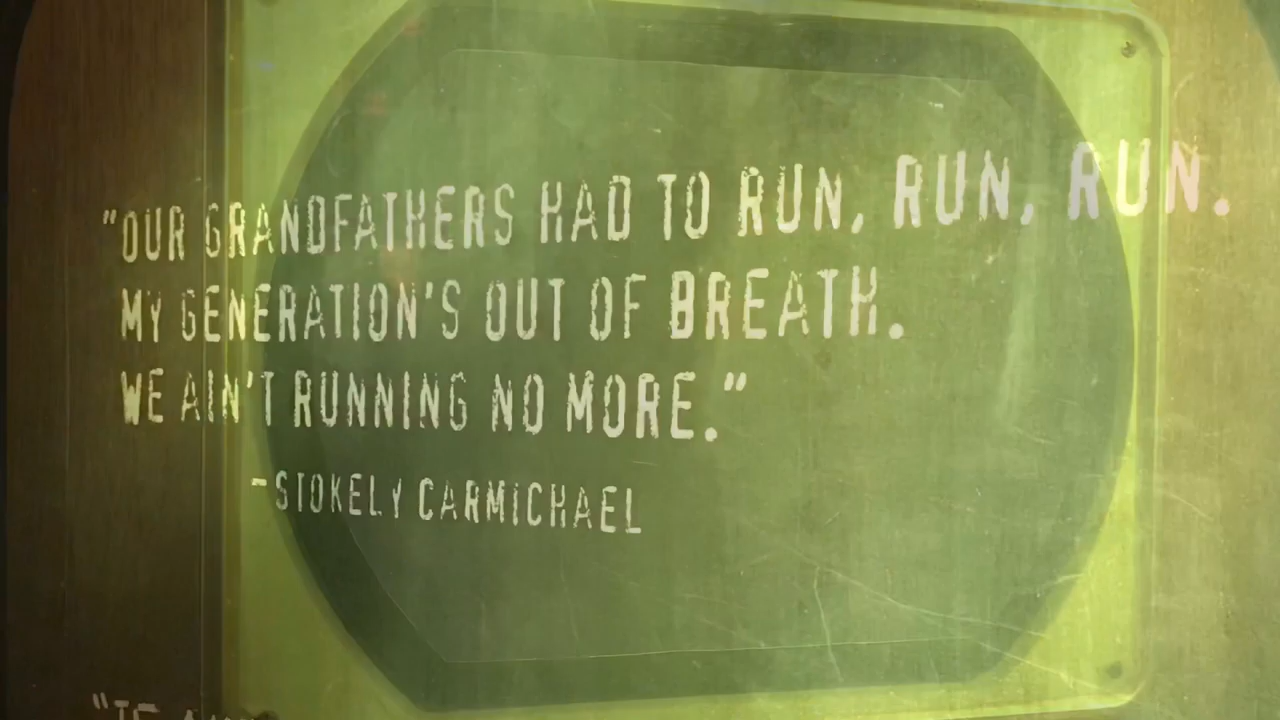 "OUR GRANDFATHERS HAD TO RUN, RUN, RUN.
MY GENERATION'S OUT OF BREATH.
WE AIN'T RUNNING NO MORE."
-STOKELY CARMICHAEL